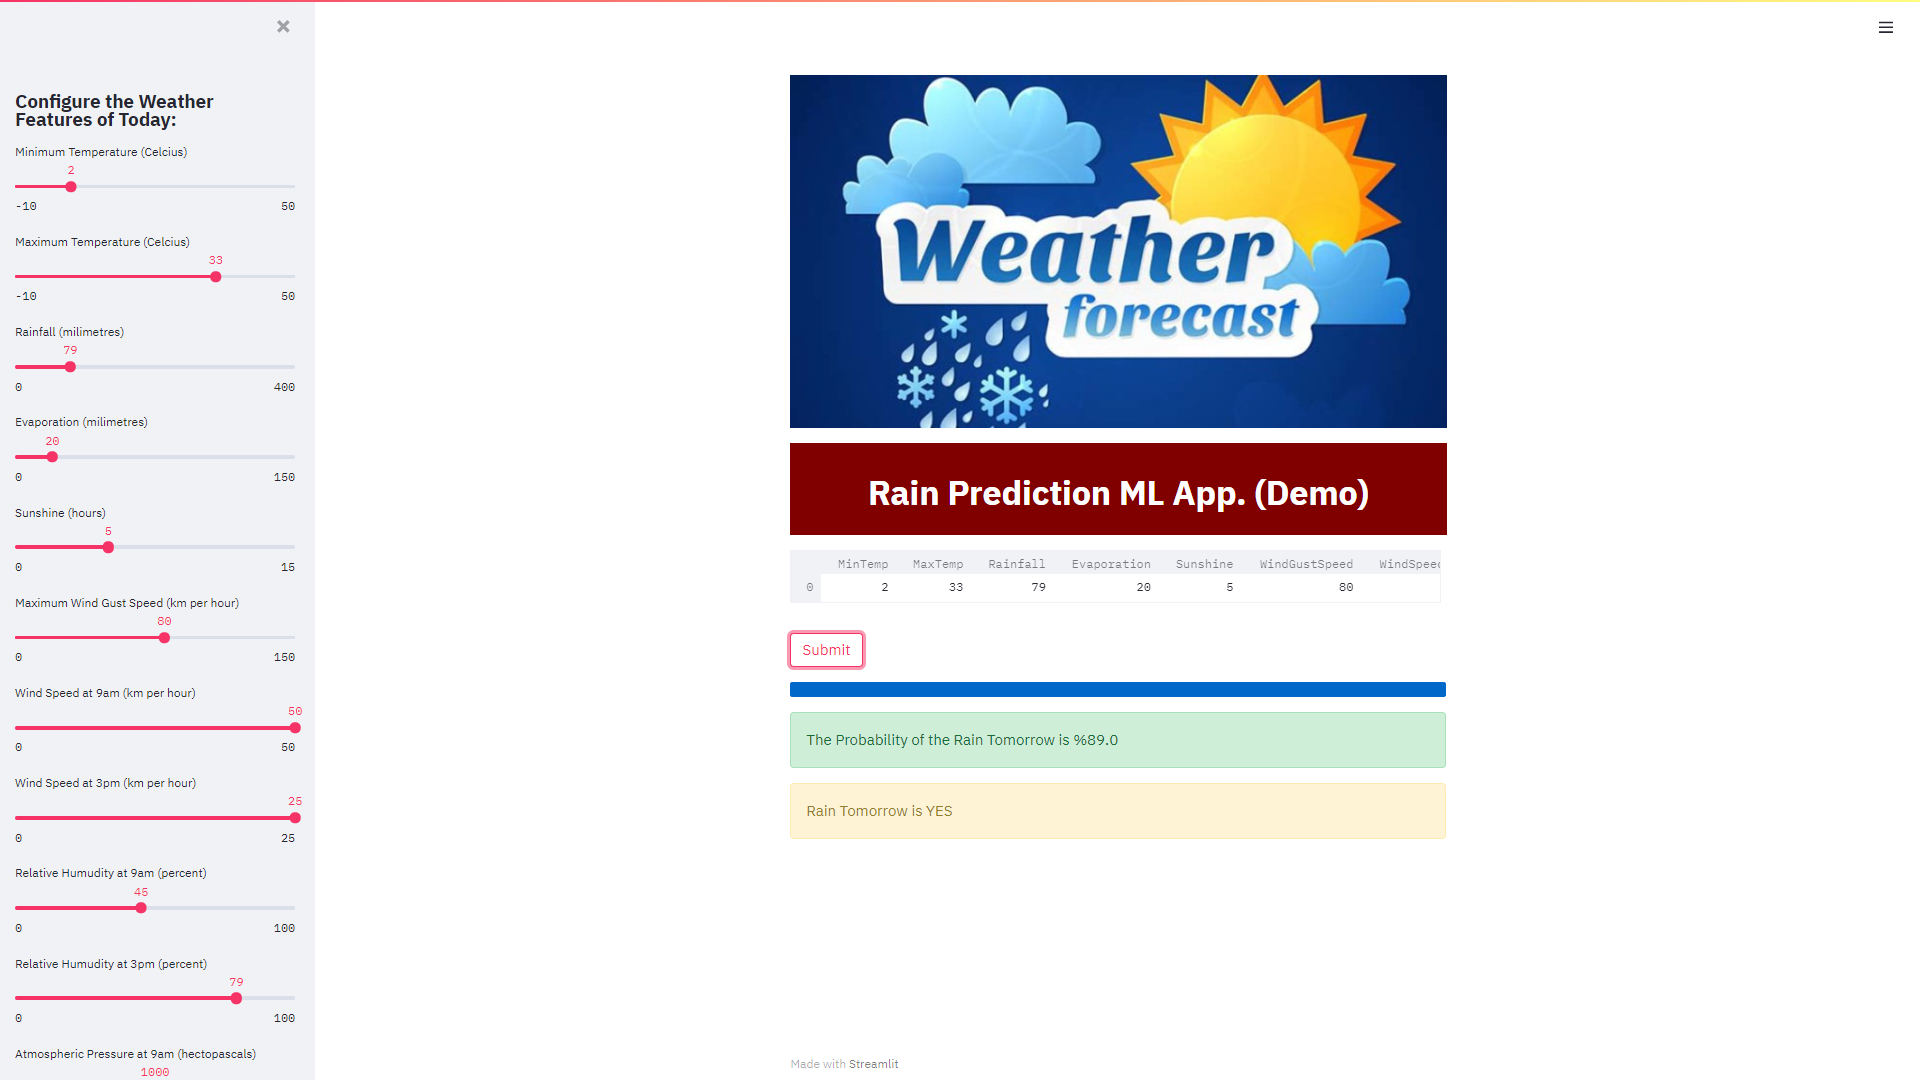 Configure the Weather
Features of Today:
Minimum Temperature (Celcius)
2
-10 50
Maximum Temperature (Celcius)
33
-10 50
Rainfall (milimetres)
79
0 400
Evaporation (milimetres)
20
0 150
Sunshine (hours)
5
0 15
Maximum Wind Gust Speed (km per hour)
80
0 150
Wind Speed at 9am (km per hour)
50
0 50
Wind Speed at 3pm (km per hour)
25
0 25
Relative Humudity at 9am (percent)
45
0 100
Relative Humudity at 3pm (percent)
79
0 100
Atmospheric Pressure at 9am (hectopascals)
1000
Weather
forecast
Rain Prediction ML App. (Demo)
MinTemp MaxTemp Rainfall Evaporation Sunshine WindGustSpeed WindSpeed
0 2 33 79 20 5 80
Submit
The Probability of the Rain Tomorrow is %89.0
Rain Tomorrow is YES
Made with Streamlit